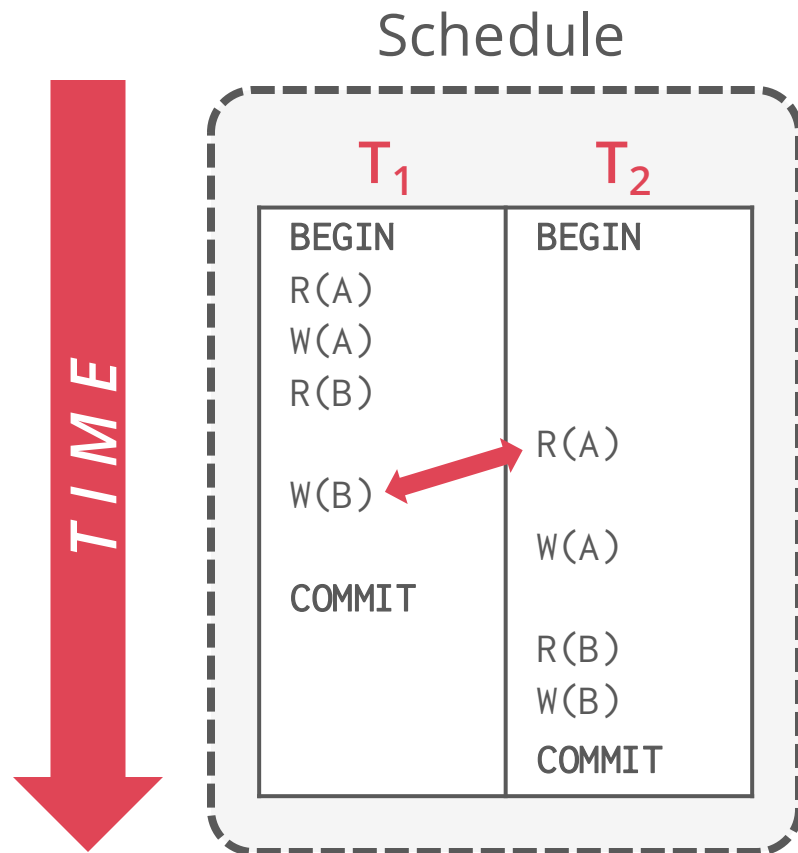 Schedule
TIME
T₁ T₂
BEGIN BEGIN
R(A)
W(A)
R(B)
R(A)
W(B)
W(A)
COMMIT
R(B)
W(B)
COMMIT